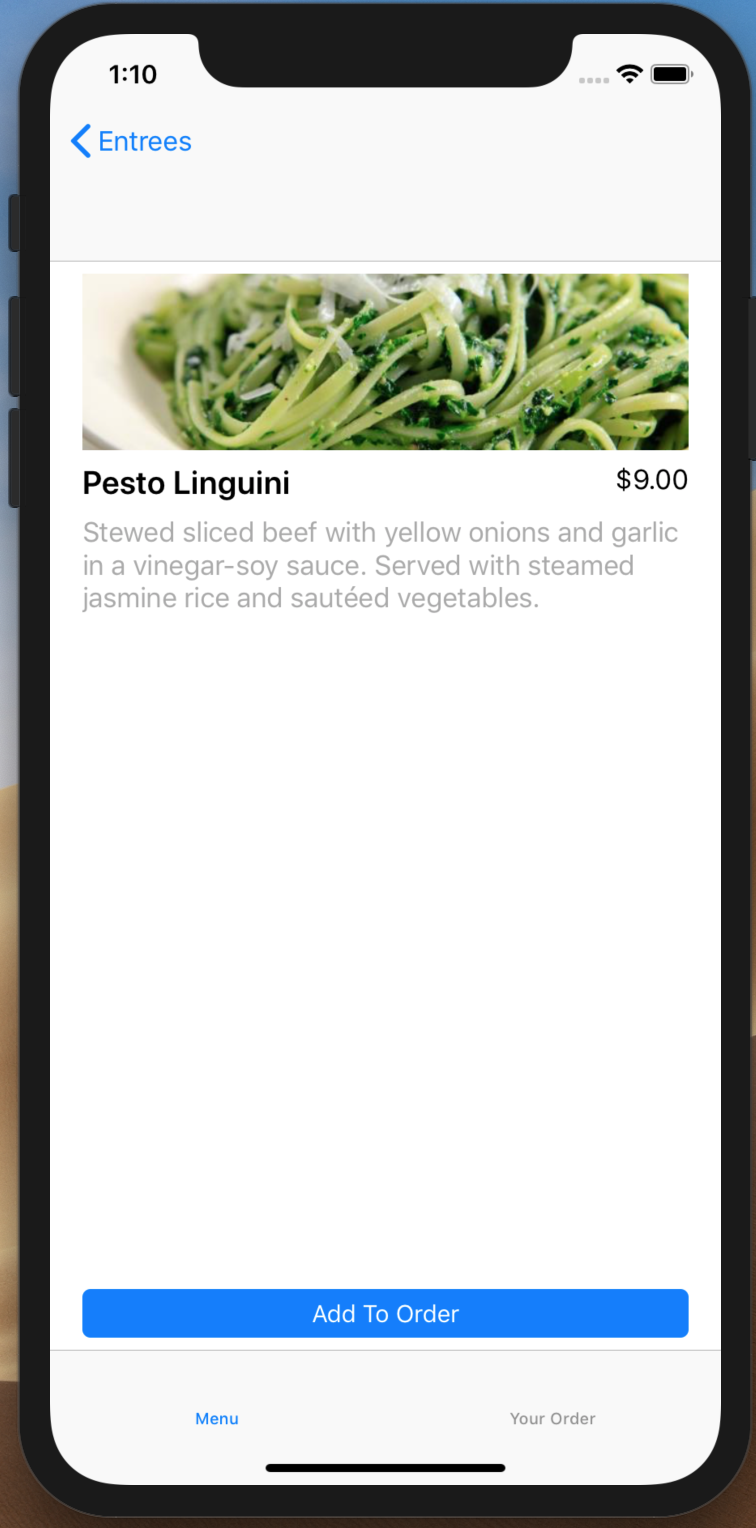 1:10
Entrees
Pesto Linguini
$9.00
Stewed sliced beef with yellow onions and garlic
in a vinegar-soy sauce. Served with steamed
jasmine rice and sautéed vegetables.
Add To Order
Menu
Your Order